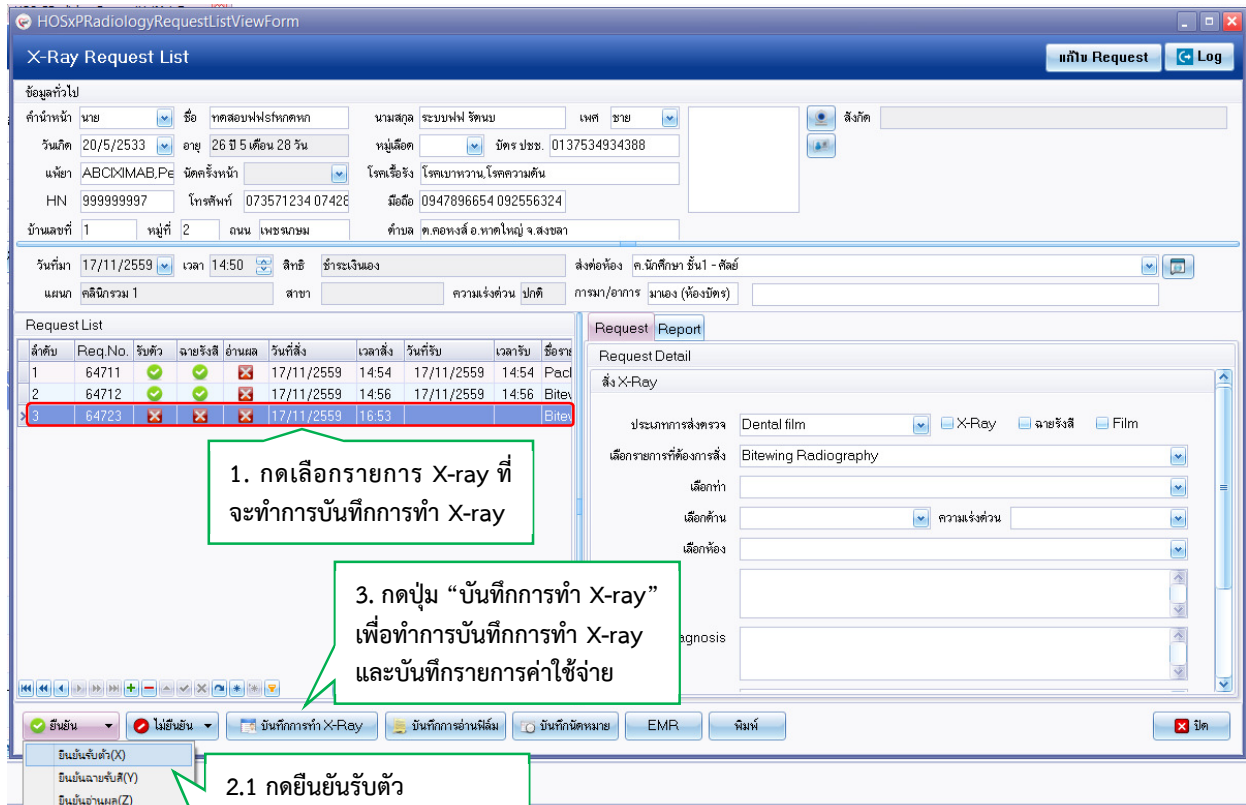 HOSxPRadiologyRequestListViewForm
X-Ray Request List
แก้ไข Request
Log
ข้อมูลทั่วไป
คำนำหน้า นาย ชื่อ นามสกุล เพศ ชาย สังกัด
วันเกิด 20/5/2533 อายุ 26 ปี 5 เดือน 28 วัน หมู่เลือด บัตร ปชช. 0137534934388
แพ้ยา ABCIXIMAB,Pe นัดครั้งหน้า โรคเรื้อรัง โรคเบาหวาน,โรคความดัน
HN 999999997 โทรศัพท์ 073571234 07428 มือถือ 0947896654 092556324
บ้านเลขที่ 1 หมู่ที่ 2 ถนน เพชรเกษม ตำบล ต.คอหงส์ อ.หาดใหญ่ จ.สงขลา
วันที่มา 17/11/2559 เวลา 14:50 สิทธิ ชำระเงินเอง ส่งต่อห้อง ค.นักศึกษา ชั้น1 - ศัลย์
แผนก คลินิกรวม 1 สาขา ความเร่งด่วน ปกติ การมา/อาการ มาเอง (ห้องบัตร)
Request List
ลำดับ Req.No. รับตัว ฉายรังสี อ่านผล วันที่สั่ง เวลาสั่ง วันที่รับ เวลารับ ชื่อราย
1 64711 17/11/2559 14:54 17/11/2559 14:54
2 64712 17/11/2559 14:56 17/11/2559 14:56 Bitew
3 64723 17/11/2559 16:53 Bitew
Request Report
Request Detail
สั่ง X-Ray
ประเภทการส่งตรวจ Dental film X-Ray ฉายรังสี Film
เลือกรายการที่ต้องการสั่ง Bitewing Radiography
เลือกท่า
เลือกด้าน ความเร่งด่วน
เลือกห้อง
agnosis
1. กดเลือกรายการ X-ray ที่
จะทำการบันทึกการทำ X-ray
3. กดปุ่ม “บันทึกการทำ X-ray”
เพื่อทำการบันทึกการทำ X-ray
และบันทึกรายการค่าใช้จ่าย
ยืนยัน ไม่ยืนยัน บันทึกการทำ X-Ray บันทึกการอ่านฟิล์ม บันทึกนัดหมาย EMR พิมพ์ ปิด
ยืนยันรับตัว(X)
ยืนยันฉายรับสี(Y)
ยืนยันอ่านผล(Z)
2.1 กดยืนยันรับตัว